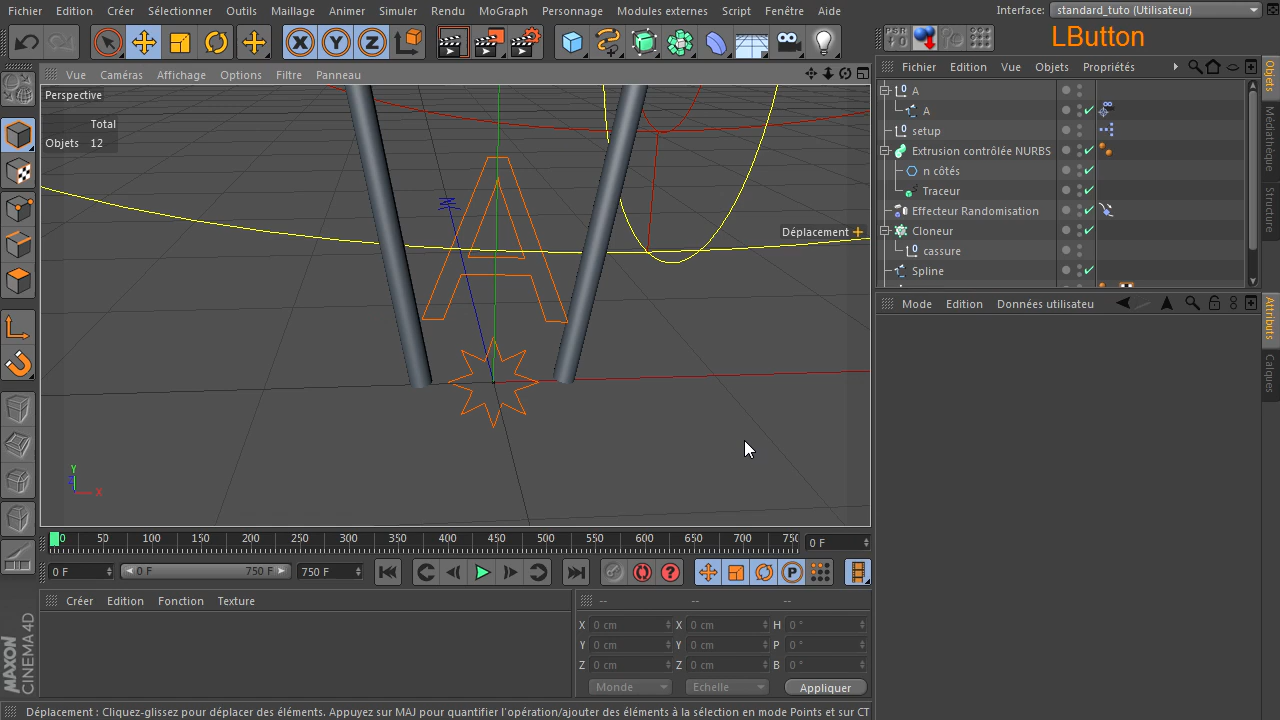 Fichier Edition Créer Sélectionner Outils Maillage Animer Simuler Rendu MoGraph Personnage Modules externes Script Fenêtre Aide
Interface: standard_tuto (Utilisateur)
X Y Z
PSR
LButton
Vue Caméras Affichage Options Filtre Panneau
Fichier Edition Vue Objets Propriétés
Perspective
Total
Objets 12
A
A
setup
Extrusion contrôlée NURBS
n côtés
Traceur
Effecteur Randomisation
Cloneur
cassure
Spline
Déplacement
Mode Edition Données utilisateu
Objets
Médiathèque
Structure
Attributs
Calques
Y
Z
X
0 50 100 150 200 250 300 350 400 450 500 550 600 650 700 750
0 F
0 F 0 F 750 F 750 F
P
Créer Edition Fonction Texture
-- -- --
X 0 cm X 0 cm H 0 °
Y 0 cm Y 0 cm P 0 °
Z 0 cm Z 0 cm B 0 °
Monde Echelle Appliquer
MAXON
CINEMA 4D
Déplacement : Cliquez-glissez pour déplacer des éléments. Appuyez sur MAJ pour quantifier l'opération/ajouter des éléments à la sélection en mode Points et sur CT